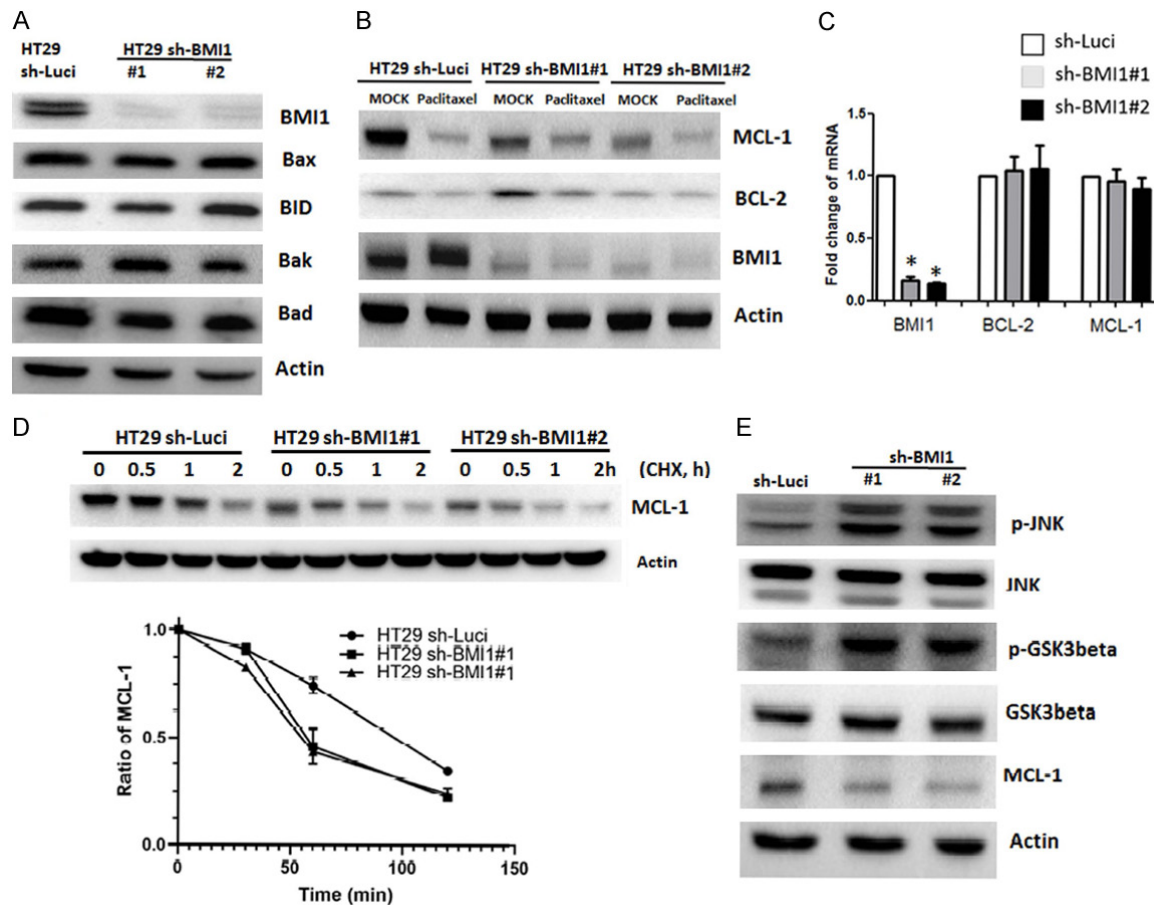 A
HT29 sh-Luci
HT29 sh-BMI1
#1 #2
BMI1
Bax
BID
Bak
Bad
Actin
B
HT29 sh-Luci HT29 sh-BMI1#1 HT29 sh-BMI1#2
MOCK Paclitaxel MOCK Paclitaxel MOCK Paclitaxel
MCL-1
BCL-2
BMI1
Actin
C
sh-Luci
sh-BMI1#1
sh-BMI1#2
Fold change of mRNA
1.5
1.0
0.5
0.0
* *
BMI1 BCL-2 MCL-1
D
HT29 sh-Luci HT29 sh-BMI1#1 HT29 sh-BMI1#2
0 0.5 1 2 0 0.5 1 2 0 0.5 1 2h (CHX, h)
MCL-1
Actin
HT29 sh-Luci
HT29 sh-BMI1#1
HT29 sh-BMI1#1
Ratio of MCL-1
1.0
0.5
0.0
0 50 100 150
Time (min)
E
sh-Luci
sh-BMI1
#1 #2
p-JNK
JNK
p-GSK3beta
GSK3beta
MCL-1
Actin